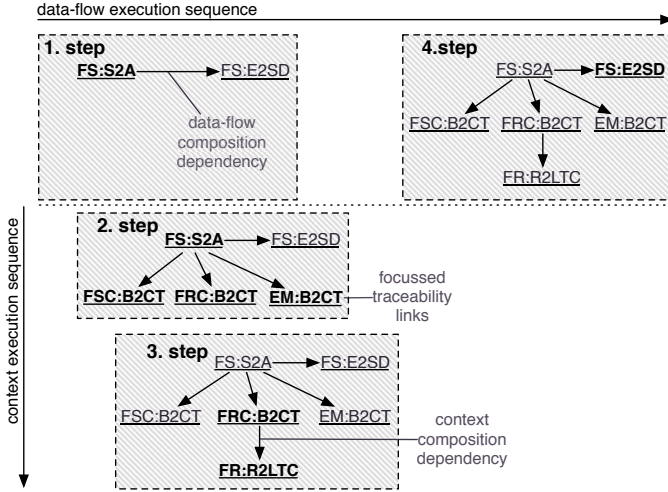 data-flow execution sequence
1. step
FS:S2A
FS:E2SD
data-flow
composition
dependency
4.step
FS:S2A
FS:E2SD
FSC:B2CT
FRC:B2CT
EM:B2CT
FR:R2LTC
context execution sequence
2. step
FS:S2A
FS:E2SD
FSC:B2CT
FRC:B2CT
EM:B2CT
focussed
traceability
links
3. step
FS:S2A
FS:E2SD
FSC:B2CT
FRC:B2CT
EM:B2CT
FR:R2LTC
context
composition
dependency